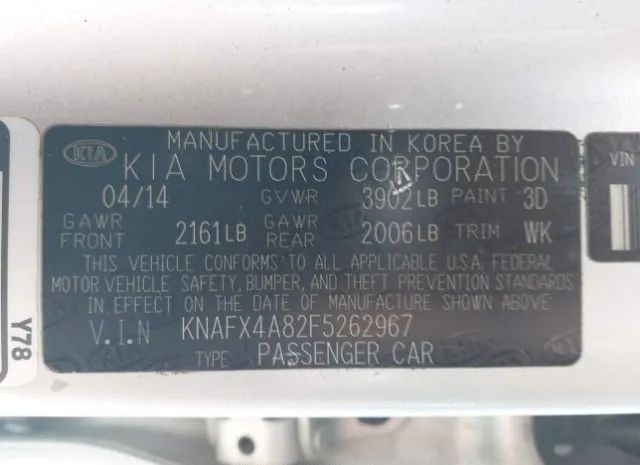 MANUFACTURED IN KOREA BY
KIA KIA MOTORS CORPORATION
04/14 GVWR 3902LB PAINT 3D
GAWR FRONT 2161LB GAWR REAR 2006LB TRIM WK
THIS VEHICLE CONFORMS TO ALL APPLICABLE U.S.A. FEDERAL
MOTOR VEHICLE SAFETY, BUMPER, AND THEFT PREVENTION STANDARDS
IN EFFECT ON THE DATE OF MANUFACTURE SHOWN ABOVE.
V.I.N KNAFX4A82F5262967
TYPE PASSENGER CAR
Y78
VIN